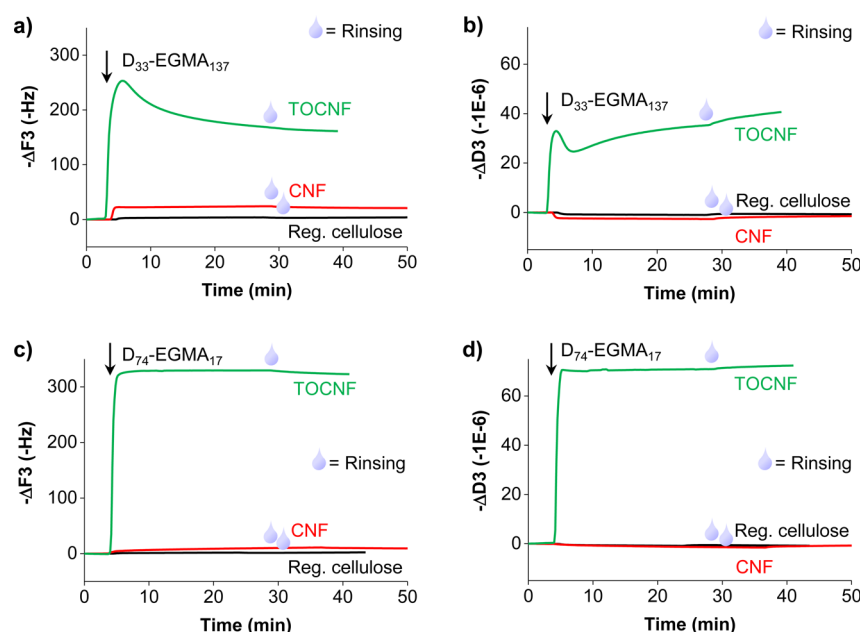 a)
= Rinsing
D33-EGMA137
TOCNF
CNF
Reg. cellulose
-ΔF3 (-Hz)
300
200
100
0
0 10 20 30 40 50
Time (min)
b)
= Rinsing
D33-EGMA137
TOCNF
Reg. cellulose
CNF
-ΔD3 (-1E-6)
60
40
20
0
0 10 20 30 40 50
Time (min)
c)
D74-EGMA17
TOCNF
= Rinsing
CNF
Reg. cellulose
-ΔF3 (-Hz)
300
300
300
0
0 10 20 30 40 50
Time (min)
d)
D74-EGMA17
TOCNF
= Rinsing
Reg. cellulose
CNF
-ΔD3 (-1E-6)
60
40
20
0
0 10 20 30 40 50
Time (min)